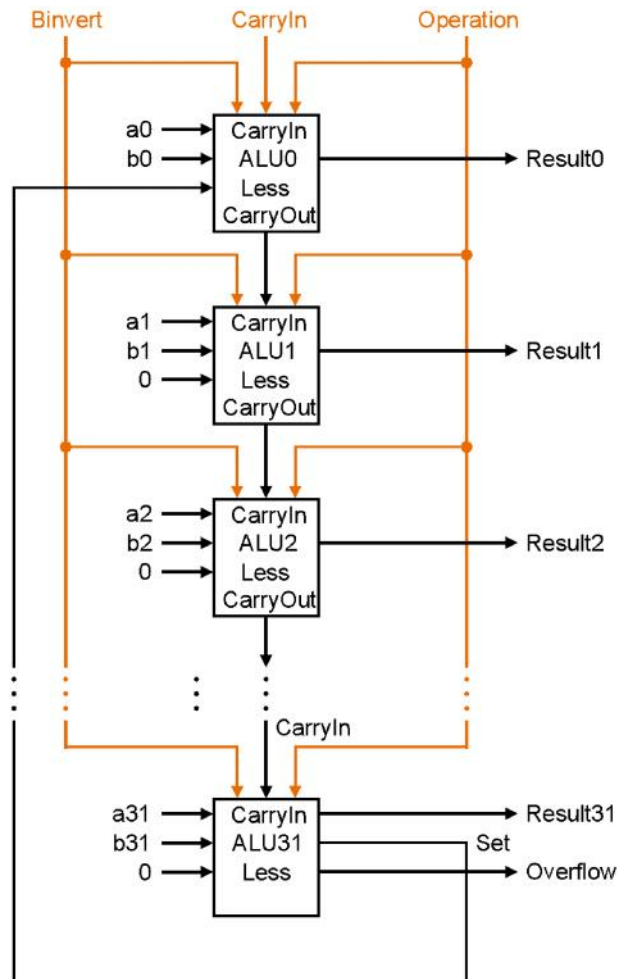 Binvert CarryIn Operation
a0 CarryIn
b0 ALU0 Result0
Less
CarryOut
a1 CarryIn
b1 ALU1 Result1
0 Less
CarryOut
a2 CarryIn
b2 ALU2 Result2
0 Less
CarryOut
CarryIn
a31 CarryIn Result31
b31 ALU31 Set
0 Less Overflow